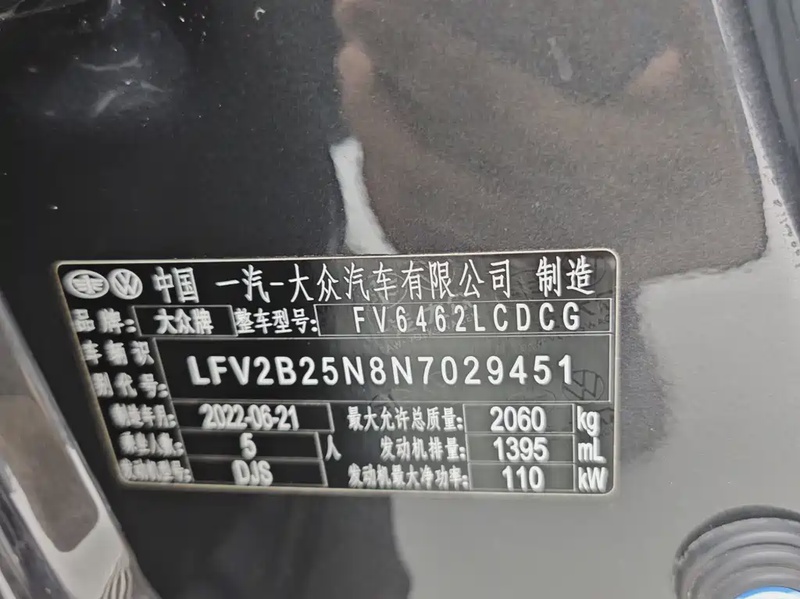 中国 一汽-大众汽车有限公司 制造
品牌: 大众牌 整车型号: FV6462LCDCG
车辆识别代号: LFV2B25N8N7029451
制造年月: 2022-06-21 最大允许总质量: 2060 kg
乘坐人数: 5 人 发动机排量: 1395 mL
发动机型号: DJS 发动机最大净功率: 110 kW